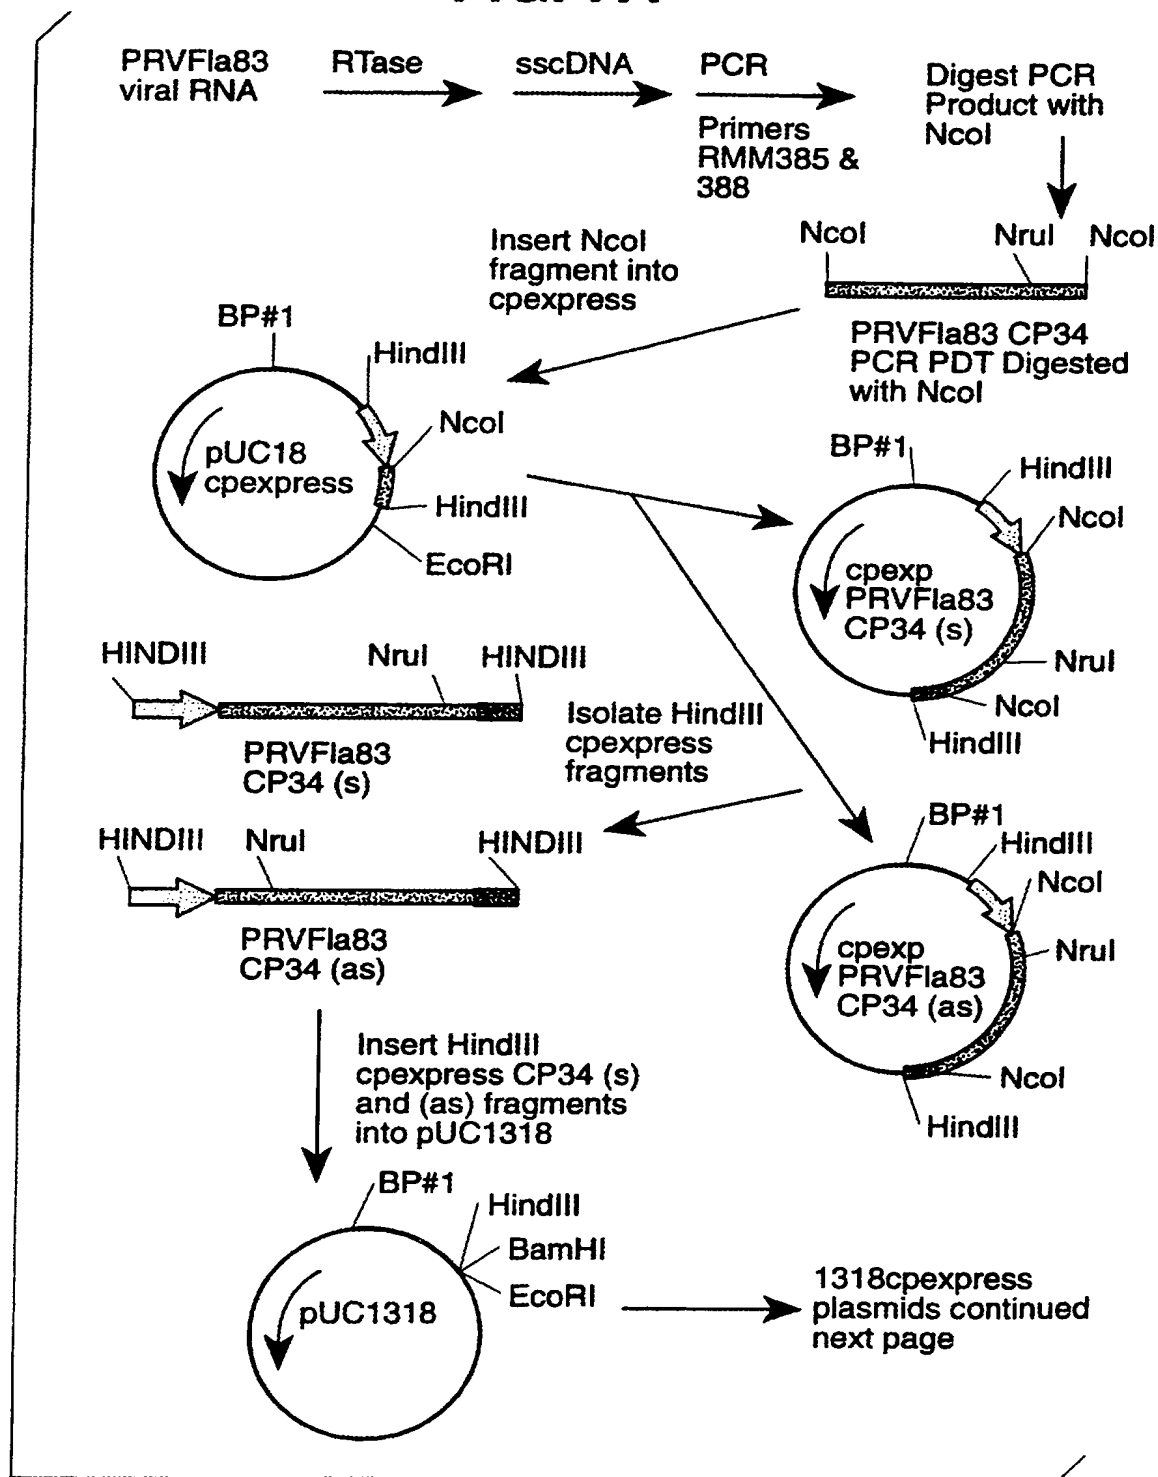 PRVFla83
viral RNA
RTase
sscDNA
PCR
Primers
RMM385 &
388
Digest PCR
Product with
NcoI
NcoI
NruI
NcoI
PRVFla83 CP34
PCR PDT Digested
with NcoI
Insert NcoI
fragment into
cpexpress
BP#1
HindIII
NcoI
pUC18
cpexpress
HindIII
EcoRI
BP#1
HindIII
NcoI
cpexp
PRVFla83
CP34 (s)
NruI
NcoI
HindIII
HINDIII
NruI
HINDIII
PRVFla83
CP34 (s)
Isolate HindIII
cpexpress
fragments
HINDIII
NruI
HINDIII
PRVFla83
CP34 (as)
BP#1
HindIII
NcoI
NruI
cpexp
PRVFla83
CP34 (as)
NcoI
HindIII
Insert HindIII
cpexpress CP34 (s)
and (as) fragments
into pUC1318
BP#1
HindIII
BamHI
EcoRI
pUC1318
1318cpexpress
plasmids continued
next page